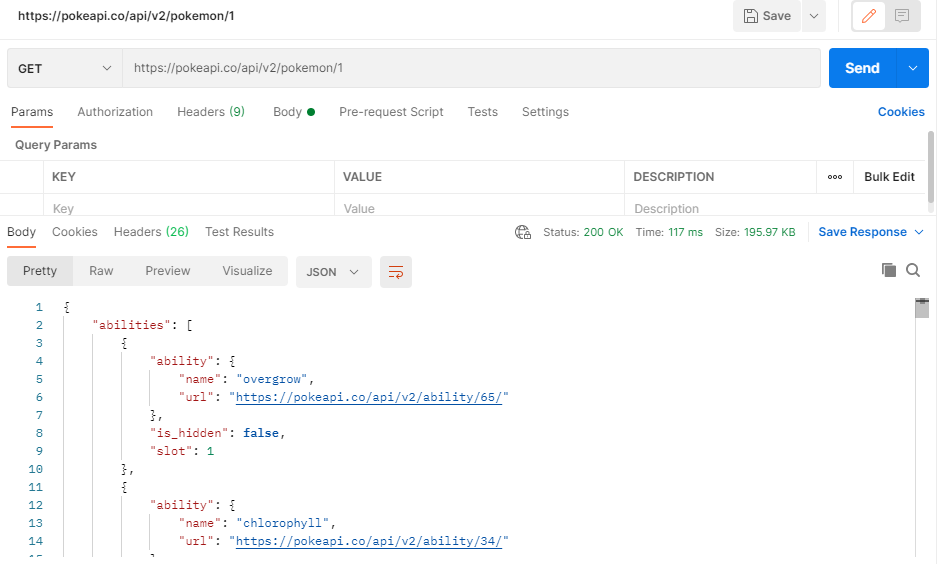 https://pokeapi.co/api/v2/pokemon/1 Save
GET https://pokeapi.co/api/v2/pokemon/1 Send
Params Authorization Headers (9) Body Pre-request Script Tests Settings Cookies
Query Params
KEY VALUE DESCRIPTION Bulk Edit
Key Value Description
Body Cookies Headers (26) Test Results Status: 200 OK Time: 117 ms Size: 195.97 KB Save Response
Pretty Raw Preview Visualize JSON
1 {
2 "abilities": [
3 {
4 "ability": {
5 "name": "overgrow",
6 "url": "https://pokeapi.co/api/v2/ability/65/"
7 },
8 "is_hidden": false,
9 "slot": 1
10 },
11 {
12 "ability": {
13 "name": "chlorophyll",
14 "url": "https://pokeapi.co/api/v2/ability/34/"